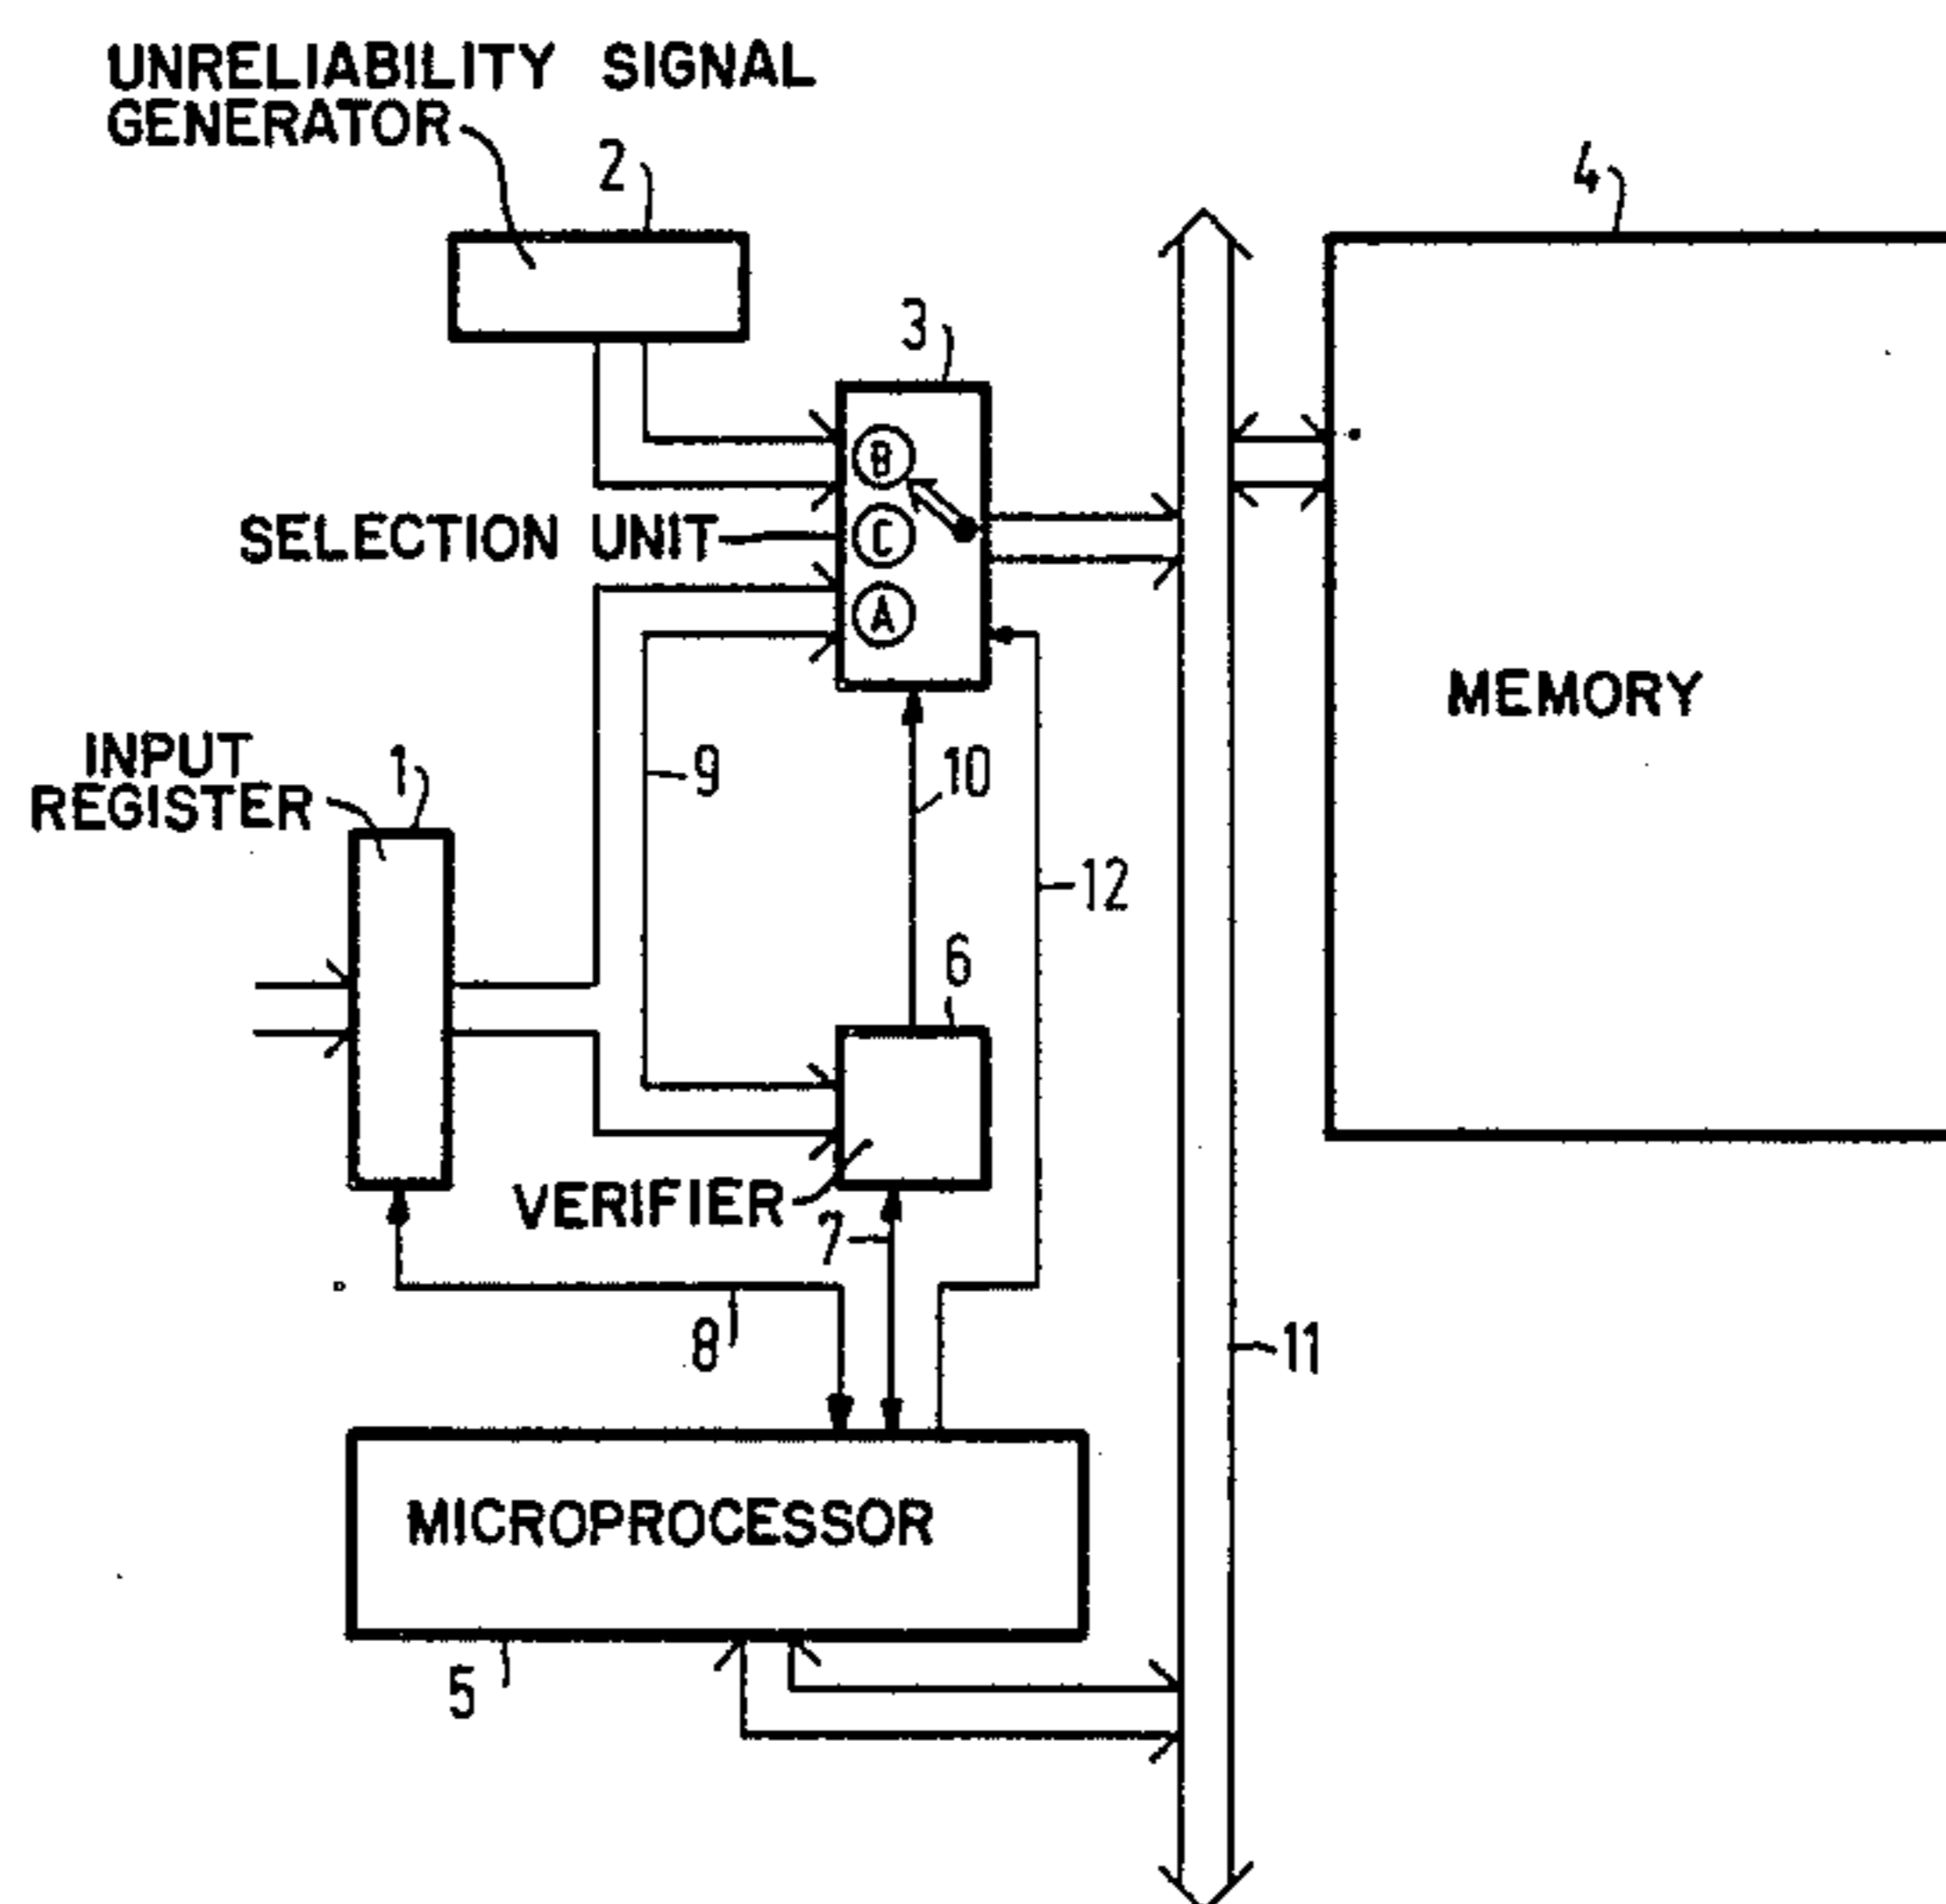 UNRELIABILITY SIGNAL
GENERATOR
2
4
3
B
SELECTION UNIT
C
A
MEMORY
INPUT
REGISTER
1
9
10
12
6
VERIFIER
7
8
11
MICROPROCESSOR
5